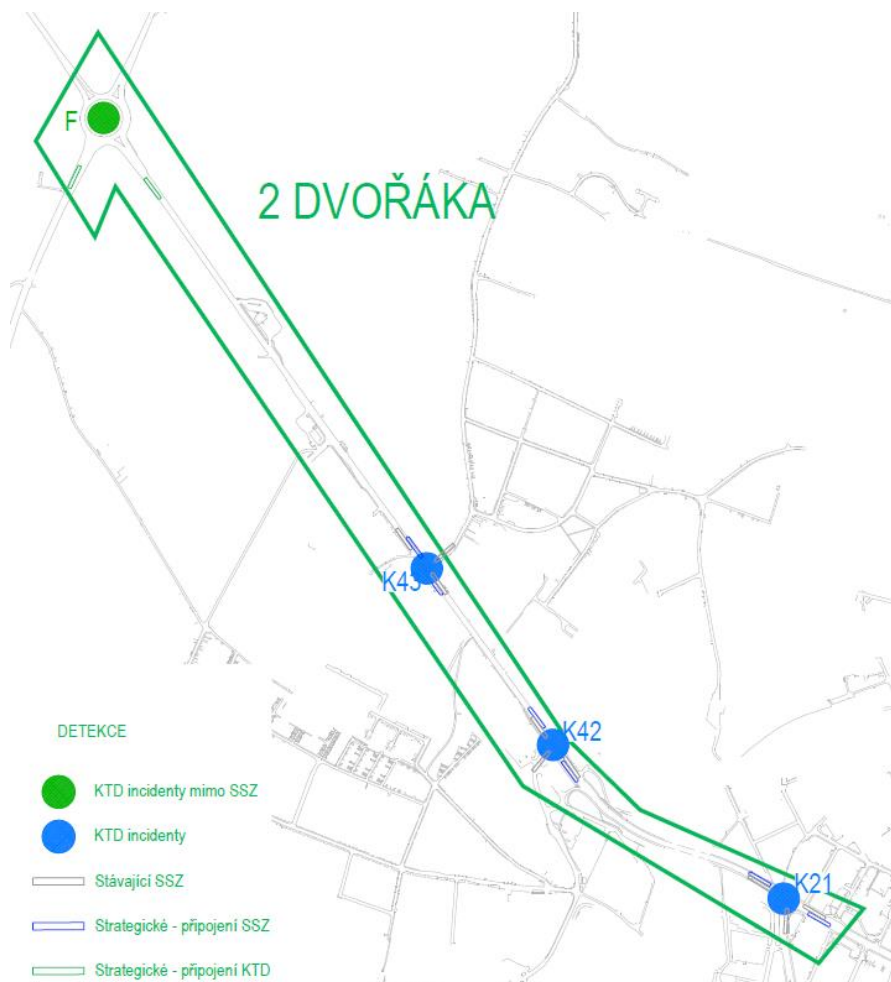 F
2 DVOŘÁKA
K43
K42
K21
DETEKCE
KTD incidenty mimo SSZ
KTD incidenty
Stávající SSZ
Strategické - připojení SSZ
Strategické - připojení KTD